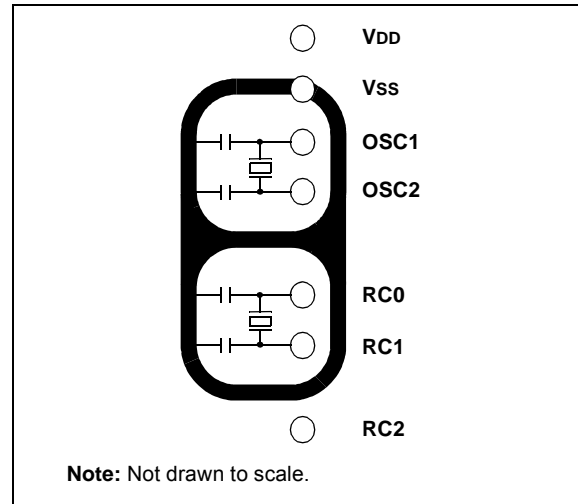 VDD
VSS
OSC1
OSC2
RC0
RC1
RC2
Note: Not drawn to scale.